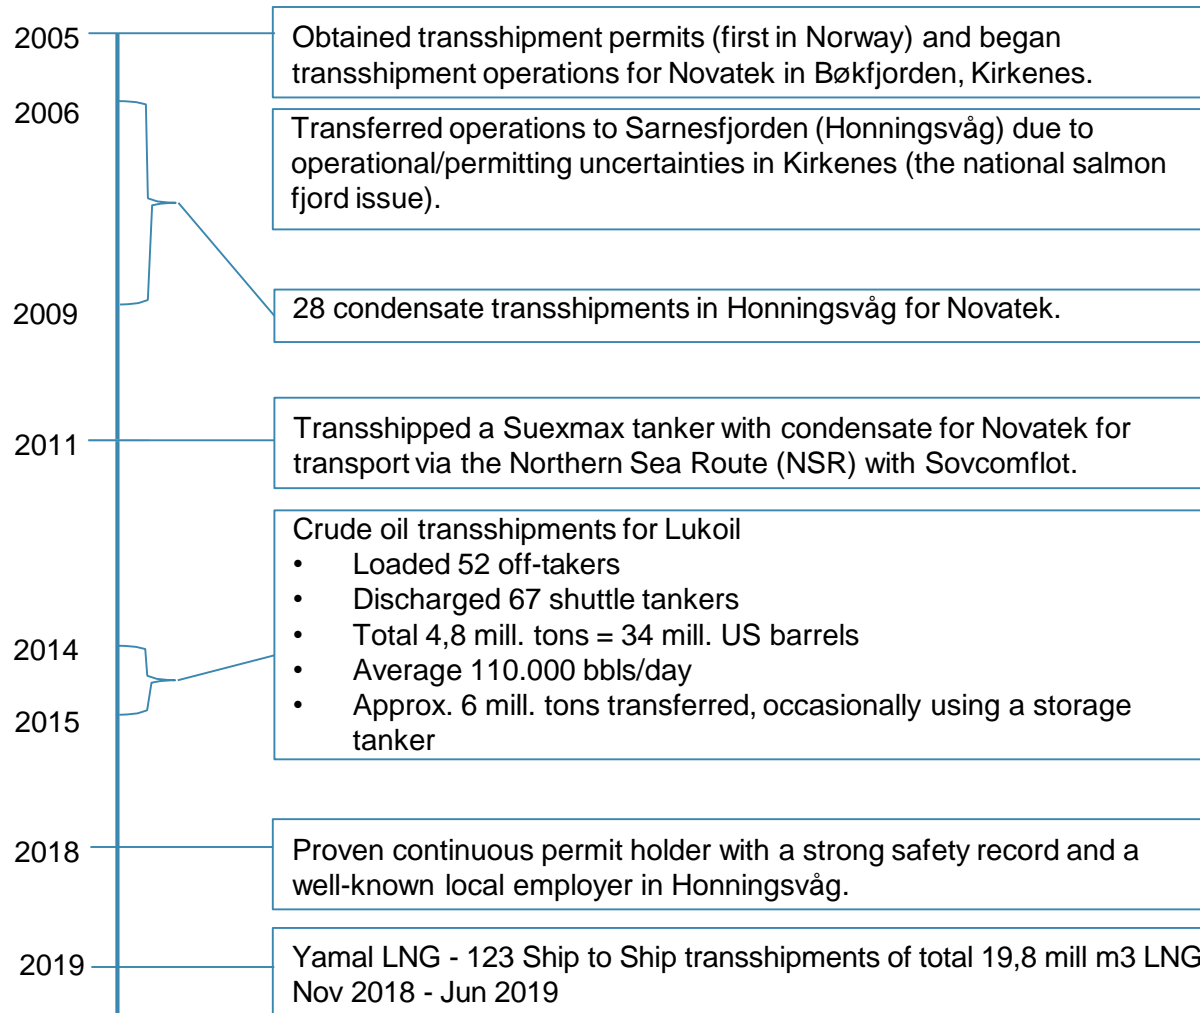 2005
Obtained transshipment permits (first in Norway) and began
transshipment operations for Novatek in Bøkfjorden, Kirkenes.
2006
Transferred operations to Sarnesfjorden (Honningsvåg) due to
operational/permitting uncertainties in Kirkenes (the national salmon
fjord issue).
2009
28 condensate transshipments in Honningsvåg for Novatek.
2011
Transshipped a Suexmax tanker with condensate for Novatek for
transport via the Northern Sea Route (NSR) with Sovcomflot.
Crude oil transshipments for Lukoil
• Loaded 52 off-takers
• Discharged 67 shuttle tankers
2014
• Total 4,8 mill. tons = 34 mill. US barrels
• Average 110.000 bbls/day
2015
• Approx. 6 mill. tons transferred, occasionally using a storage
tanker
2018
Proven continuous permit holder with a strong safety record and a
well-known local employer in Honningsvåg.
2019
Yamal LNG - 123 Ship to Ship transshipments of total 19,8 mill m3 LNG
Nov 2018 - Jun 2019